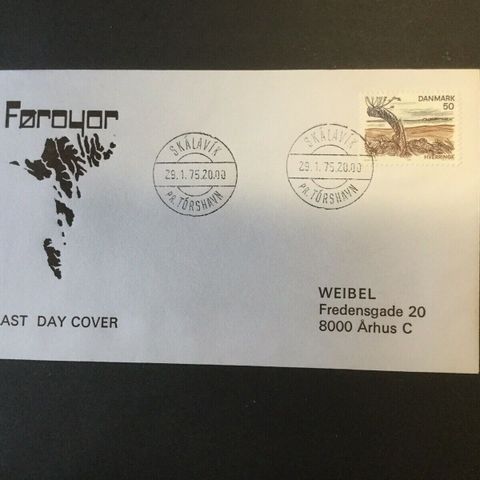 Føroyar
SKÁLAVÍK
29.1.75.20.00
PR. TÓRSHAVN
SKÁLAVÍK
29.1.75.20.00
PR. TÓRSHAVN
DANMARK
50
HVERRINGE
WEIBEL
Fredensgade 20
8000 Århus C
AST DAY COVER